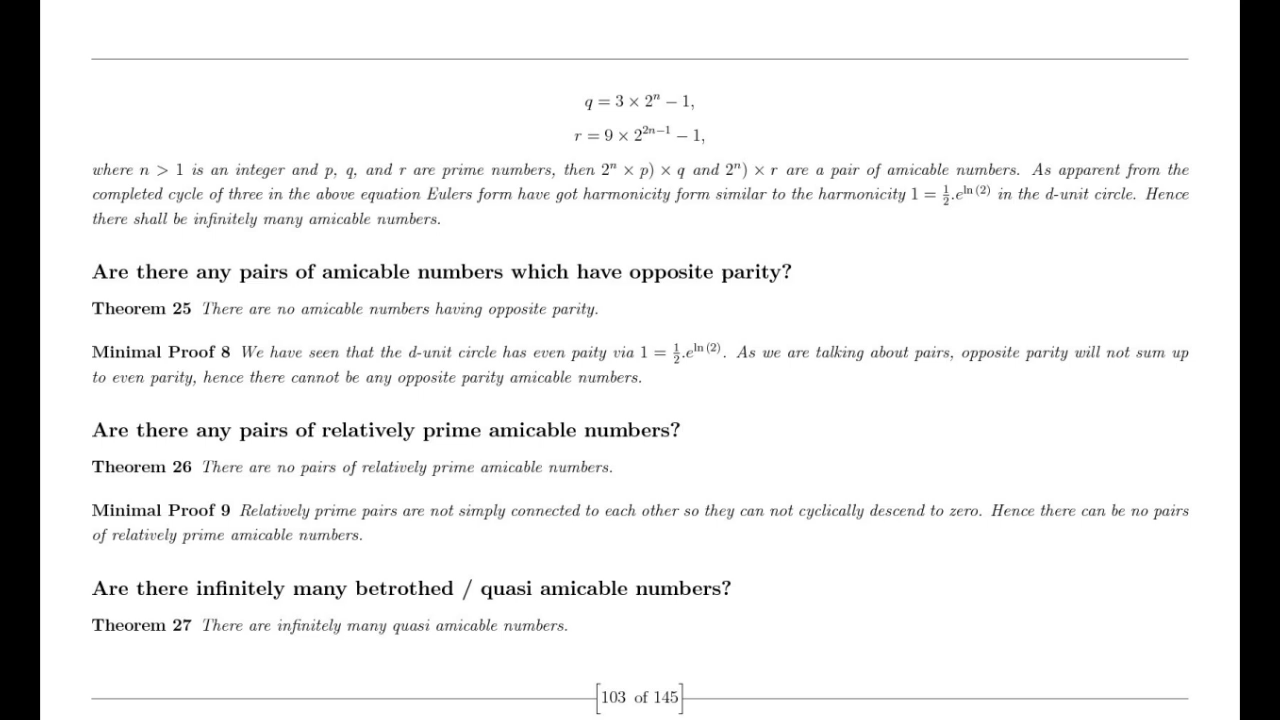 q = 3 × 2ⁿ − 1,
r = 9 × 2²ⁿ⁻¹ − 1,
where n > 1 is an integer and p, q, and r are prime numbers, then 2ⁿ × p) × q and 2ⁿ) × r are a pair of amicable numbers. As apparent from the
completed cycle of three in the above equation Eulers form have got harmonicity form similar to the harmonicity 1 = ½.e^{ln (2)} in the d-unit circle. Hence
there shall be infinitely many amicable numbers.
Are there any pairs of amicable numbers which have opposite parity?
Theorem 25 There are no amicable numbers having opposite parity.
Minimal Proof 8 We have seen that the d-unit circle has even paity via 1 = ½.e^{ln (2)}. As we are talking about pairs, opposite parity will not sum up
to even parity, hence there cannot be any opposite parity amicable numbers.
Are there any pairs of relatively prime amicable numbers?
Theorem 26 There are no pairs of relatively prime amicable numbers.
Minimal Proof 9 Relatively prime pairs are not simply connected to each other so they can not cyclically descend to zero. Hence there can be no pairs
of relatively prime amicable numbers.
Are there infinitely many betrothed / quasi amicable numbers?
Theorem 27 There are infinitely many quasi amicable numbers.
[103 of 145]